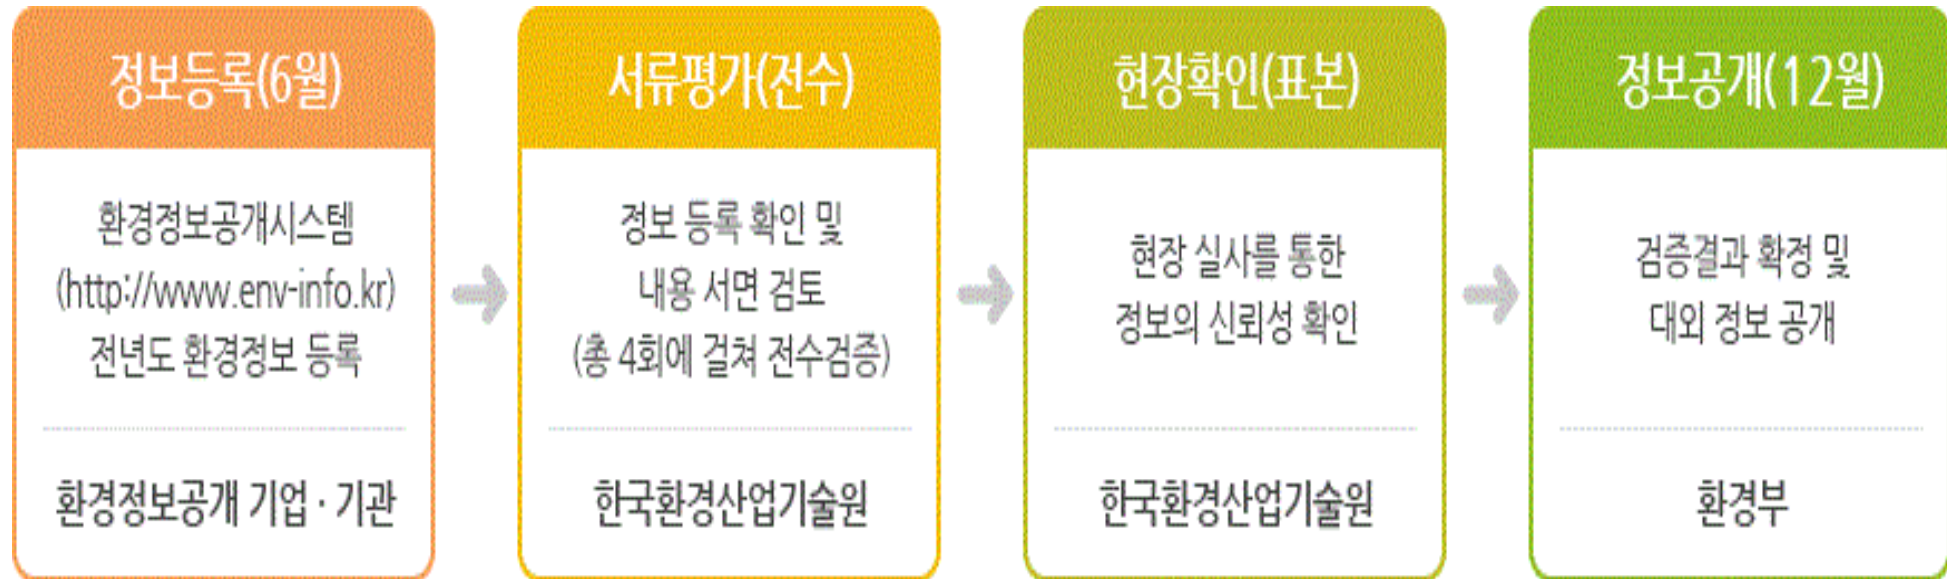 정보등록(6월)
환경정보공개시스템
(http://www.env-info.kr)
전년도 환경정보 등록
환경정보공개 기업 · 기관
서류평가(전수)
정보 등록 확인 및
내용 서면 검토
(총 4회에 걸쳐 전수검증)
한국환경산업기술원
현장확인(표본)
현장 실사를 통한
정보의 신뢰성 확인
한국환경산업기술원
정보공개(12월)
검증결과 확정 및
대외 정보 공개
환경부